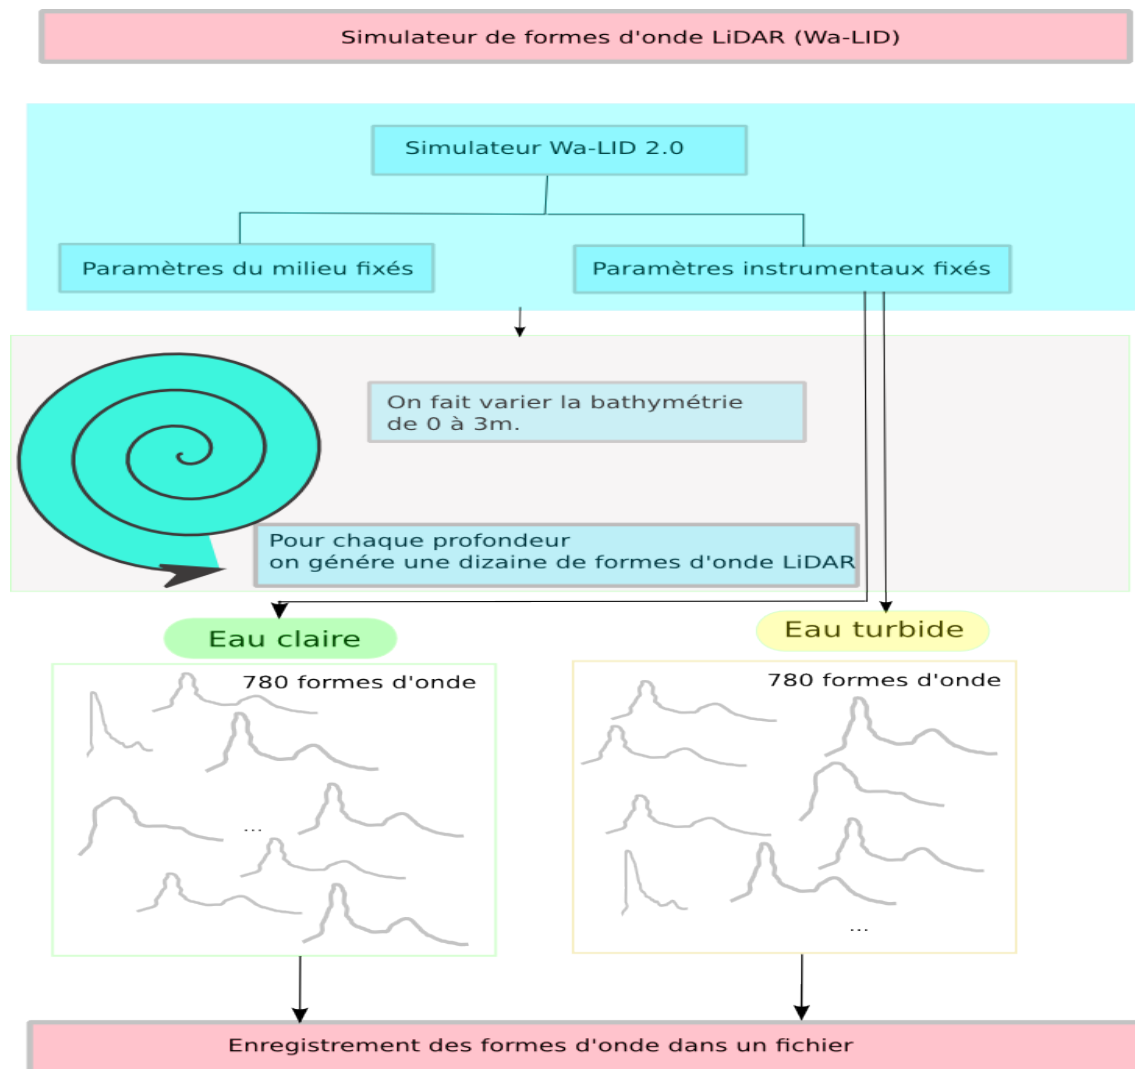 Simulateur de formes d'onde LiDAR (Wa-LID)
Simulateur Wa-LID 2.0
Paramètres du milieu fixés
Paramètres instrumentaux fixés
On fait varier la bathymétrie
de 0 à 3m.
Pour chaque profondeur
on génére une dizaine de formes d'onde LiDAR
Eau claire
Eau turbide
780 formes d'onde
780 formes d'onde
...
...
Enregistrement des formes d'onde dans un fichier